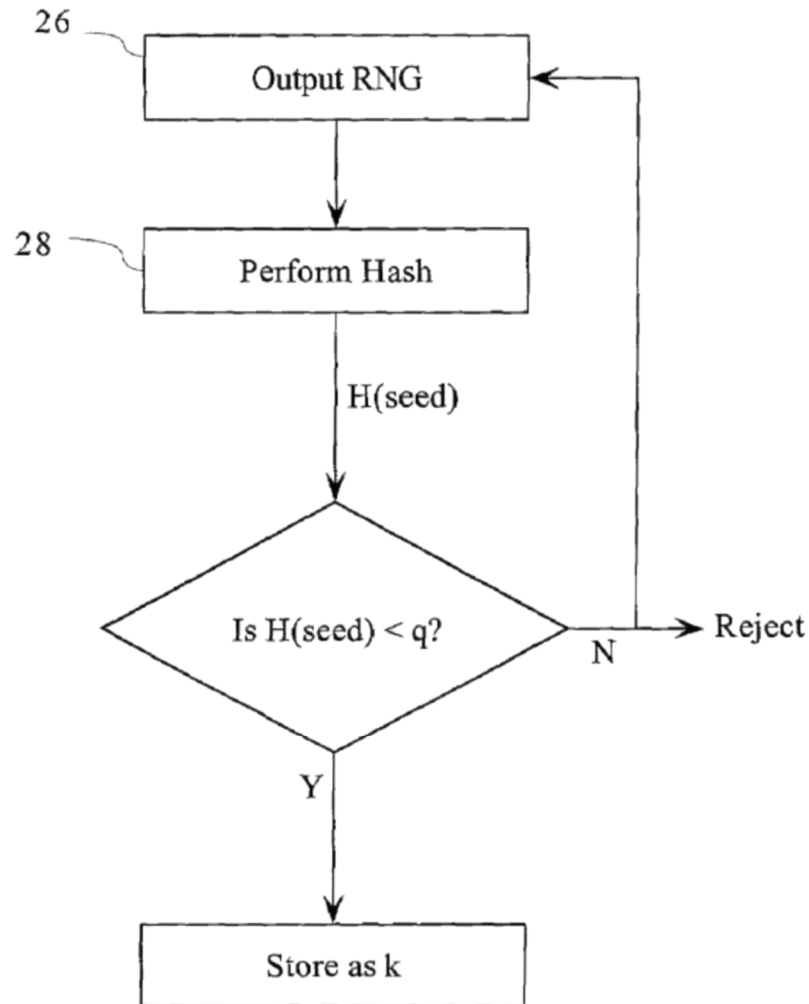 26
Output RNG
28
Perform Hash
H(seed)
Is H(seed) < q?
N
Reject
Y
Store as k